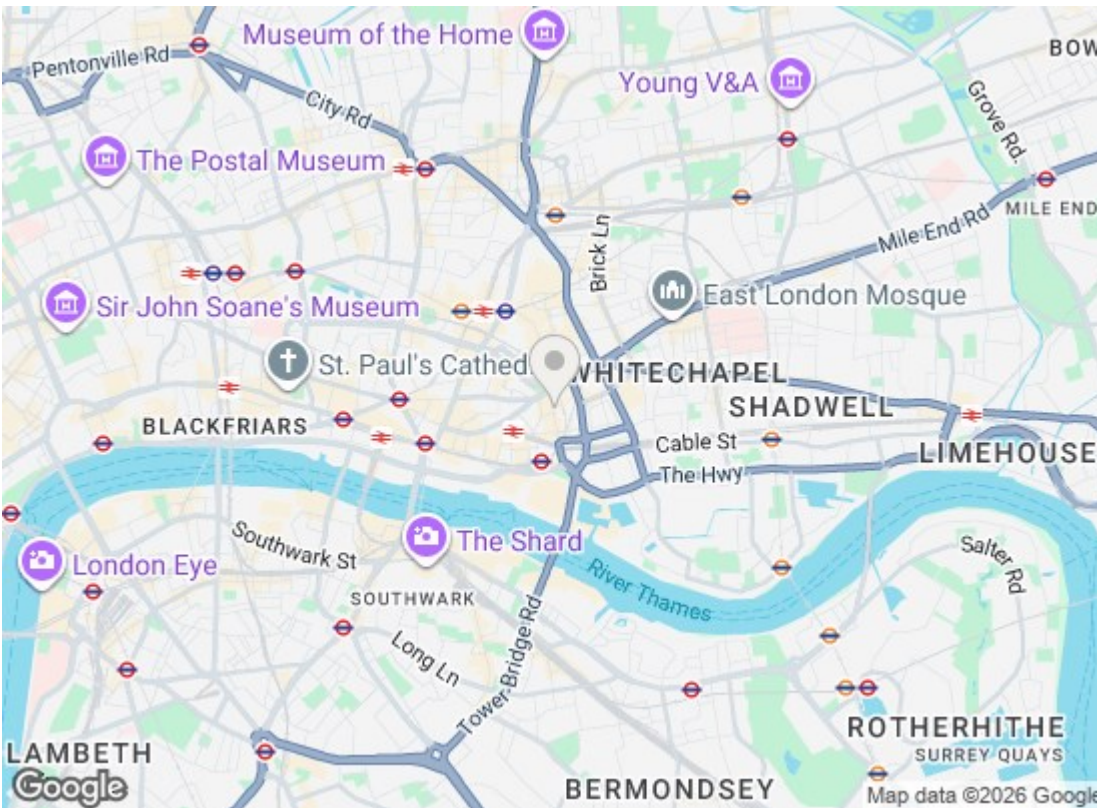 Museum of the Home
BOW
Pentonville Rd
Young V&A
City Rd
Grove Rd.
The Postal Museum
MILE END
Brick Ln
Mile End Rd
Sir John Soane's Museum
East London Mosque
St. Paul's Cathed
WHITECHAPEL
SHADWELL
BLACKFRIARS
Cable St
LIMEHOUSE
The Hwy
Southwark St
The Shard
London Eye
River Thames
Salter Rd
SOUTHWARK
Long Ln
Tower Bridge Rd
ROTHERHITHE
LAMBETH
SURREY QUAYS
BERMONDSEY
Google
Map data ©2026 Google